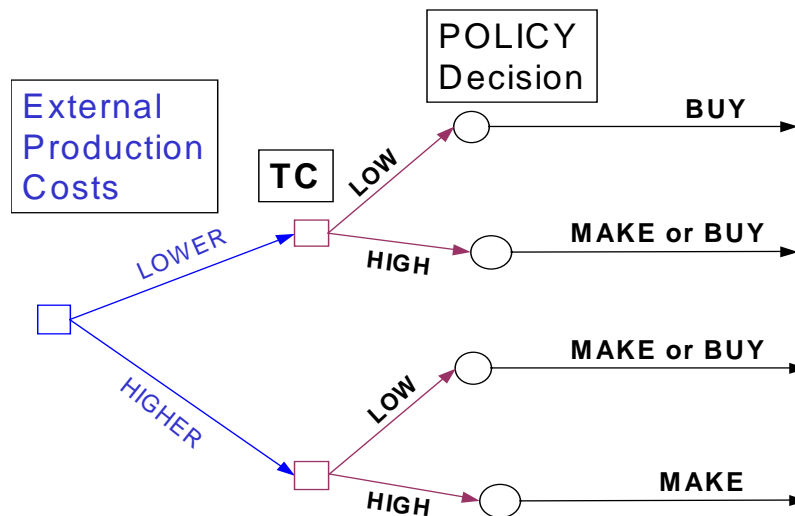 POLICY
Decision
External
Production
Costs
TC
LOWER
HIGHER
LOW
HIGH
LOW
HIGH
BUY
MAKE or BUY
MAKE or BUY
MAKE